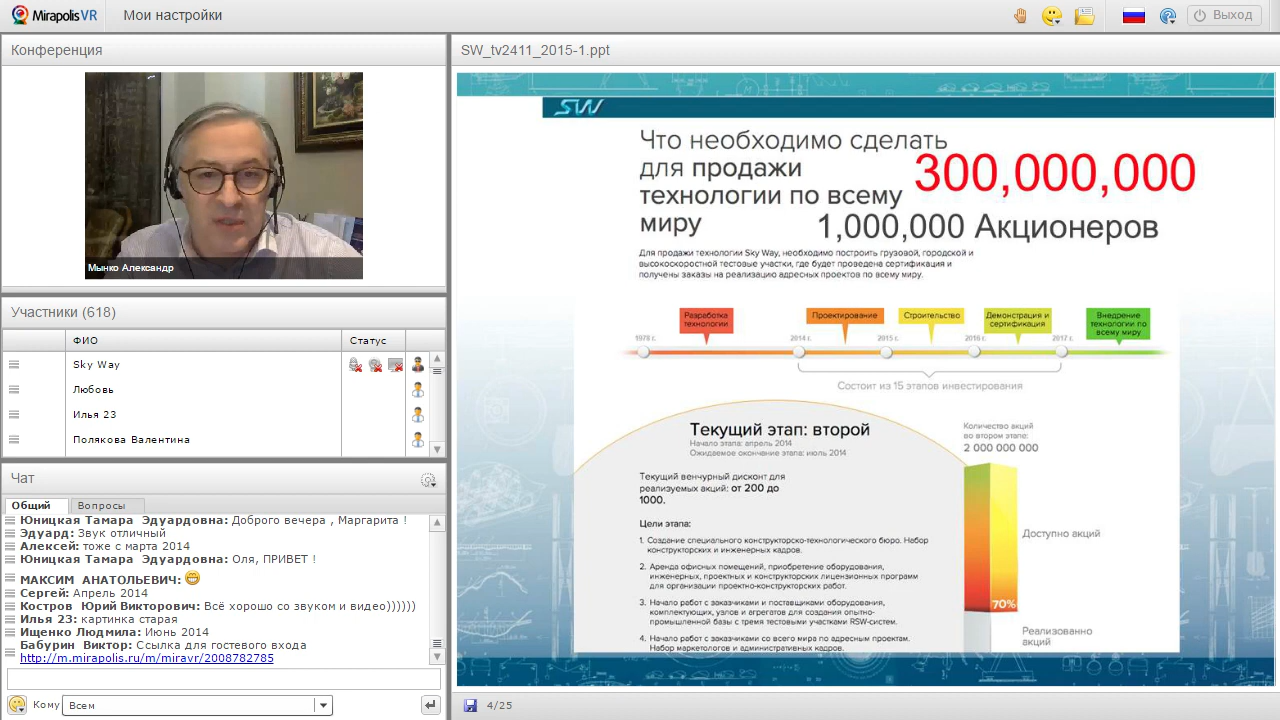 MirapolisVR
Мои настройки
Выход
Конференция
SW_tv2411_2015-1.ppt
Мынко Александр
Участники (618)
ФИО
Статус
Sky Way
Любовь
Илья 23
Полякова Валентина
Чат
Общий
Вопросы
Юницкая Тамара Эдуардовна: Доброго вечера , Маргарита !
Эдуард: Звук отличный
Алексей: тоже с марта 2014
Юницкая Тамара Эдуардовна: Оля, ПРИВЕТ !
МАКСИМ АНАТОЛЬЕВИЧ:
Сергей: Апрель 2014
Костров Юрий Викторович: Всё хорошо со звуком и видео))))))
Илья 23: картинка старая
Ищенко Людмила: Июнь 2014
Бабурин Виктор: Ссылка для гостевого входа
http://m.mirapolis.ru/m/miravr/2008782785
Кому
Всем
SW
Что необходимо сделать
для продажи
технологии по всему
миру
300,000,000
1,000,000 Акционеров
Для продажи технологии Sky Way, необходимо построить грузовой, городской и
высокоскоростной тестовые участки, где будет проведена сертификация и
получены заказы на реализацию адресных проектов по всему миру.
Разработка
технологии
Проектирование
Строительство
Демонстрация и
сертификация
Внедрение
технологии по
всему миру
1978 г.
2014 г.
2015 г.
2016 г.
2017 г.
Состоит из 15 этапов инвестирования
Текущий этап: второй
Начало этапа: апрель 2014
Ожидаемое окончание этапа: июль 2014
Текущий венчурный дисконт для
реализуемых акций: от 200 до
1000.
Цели этапа:
1. Создание специального конструкторско-технологического бюро. Набор
конструкторских и инженерных кадров.
2. Аренда офисных помещений, приобретение оборудования,
инженерных, проектных и конструкторских лицензионных программ
для организации проектно-конструкторских работ.
3. Начало работ с заказчиками и поставщиками оборудования,
комплектующих, узлов и агрегатов для создания опытно-
промышленной базы с тремя тестовыми участками RSW-систем.
4. Начало работ с заказчиками со всего мира по адресным проектам.
Набор маркетологов и административных кадров.
Количество акций
во втором этапе:
2 000 000 000
Доступно акций
70%
Реализованно
акций
4/25